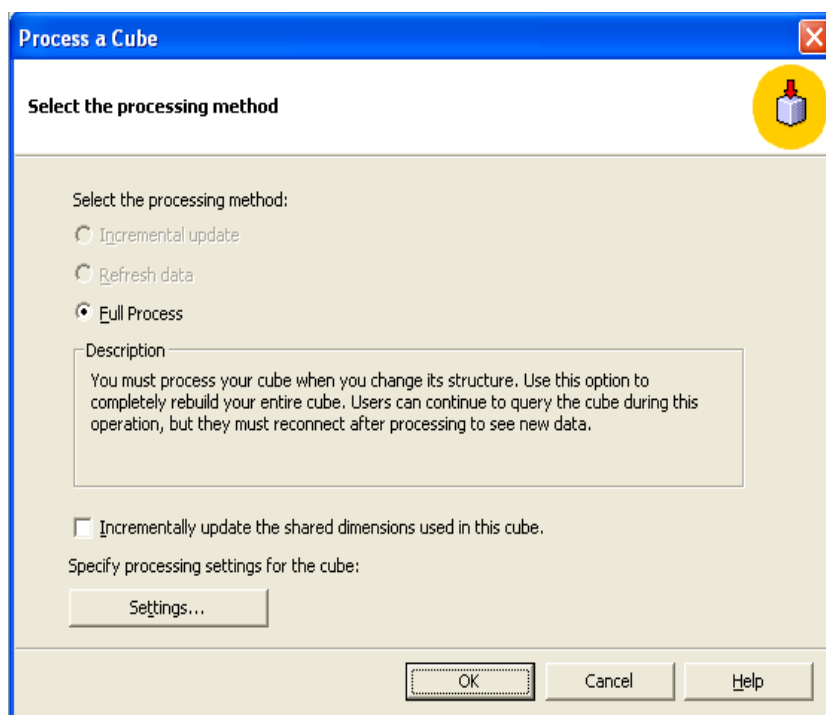 Process a Cube
Select the processing method
Select the processing method:
Incremental update
Refresh data
Full Process
Description
You must process your cube when you change its structure. Use this option to
completely rebuild your entire cube. Users can continue to query the cube during this
operation, but they must reconnect after processing to see new data.
Incrementally update the shared dimensions used in this cube.
Specify processing settings for the cube:
Settings...
OK Cancel Help